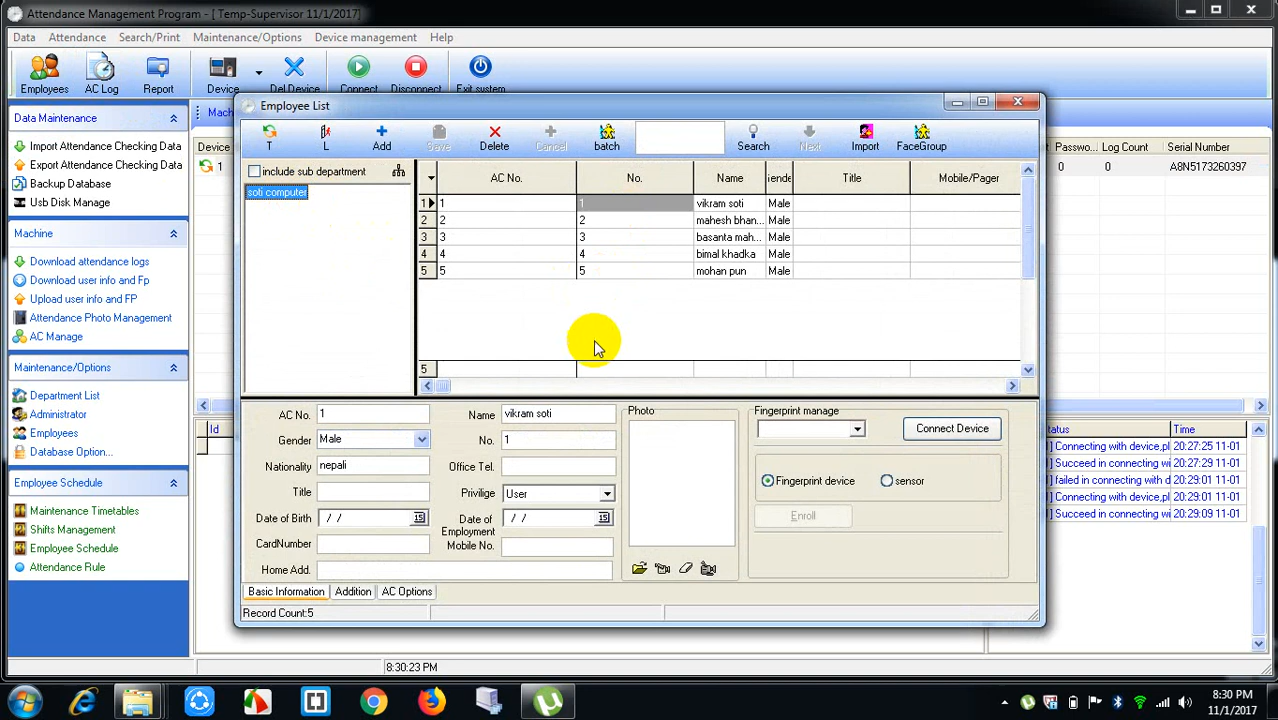 Attendance Management Program - [ Temp-Supervisor 11/1/2017]
Data Attendance Search/Print Maintenance/Options Device management Help
Employees AC Log Report Device Del Device Connect Disconnect Exit system
Data Maintenance
Import Attendance Checking Data
Export Attendance Checking Data
Backup Database
Usb Disk Manage
Machine
Download attendance logs
Download user info and Fp
Upload user info and FP
Attendance Photo Management
AC Manage
Maintenance/Options
Department List
Administrator
Employees
Database Option...
Employee Schedule
Maintenance Timetables
Shifts Management
Employee Schedule
Attendance Rule
Device
1
Id
Employee List
T L Add Save Delete Cancel batch Search Next Import FaceGroup
include sub department
soti computer
AC No. No. Name Title Mobile/Pager
1 1 1 vikram soti Male
2 2 2 mahesh bhan... Male
3 3 3 basanta mah... Male
4 4 4 bimal khadka Male
5 5 5 mohan pun Male
5
AC No. 1 Name vikram soti
Gender Male No. 1
Nationality nepali Office Tel.
Title Privilige User
Date of Birth / / 15 Date of Employment / / 15
CardNumber Mobile No.
Home Add.
Photo
Fingerprint manage
Connect Device
Fingerprint device sensor
Enroll
Basic Information Addition AC Options
Record Count:5
Passwo... Log Count Serial Number
0 0 A8N5173260397
Time
] Connecting with device,pl 20:27:25 11-01
] Succeed in connecting wi 20:27:29 11-01
] failed in connecting with d 20:29:01 11-01
] Connecting with device,pl 20:29:09 11-01
] Succeed in connecting wi 20:29:09 11-01
8:30:23 PM
8:30 PM
11/1/2017